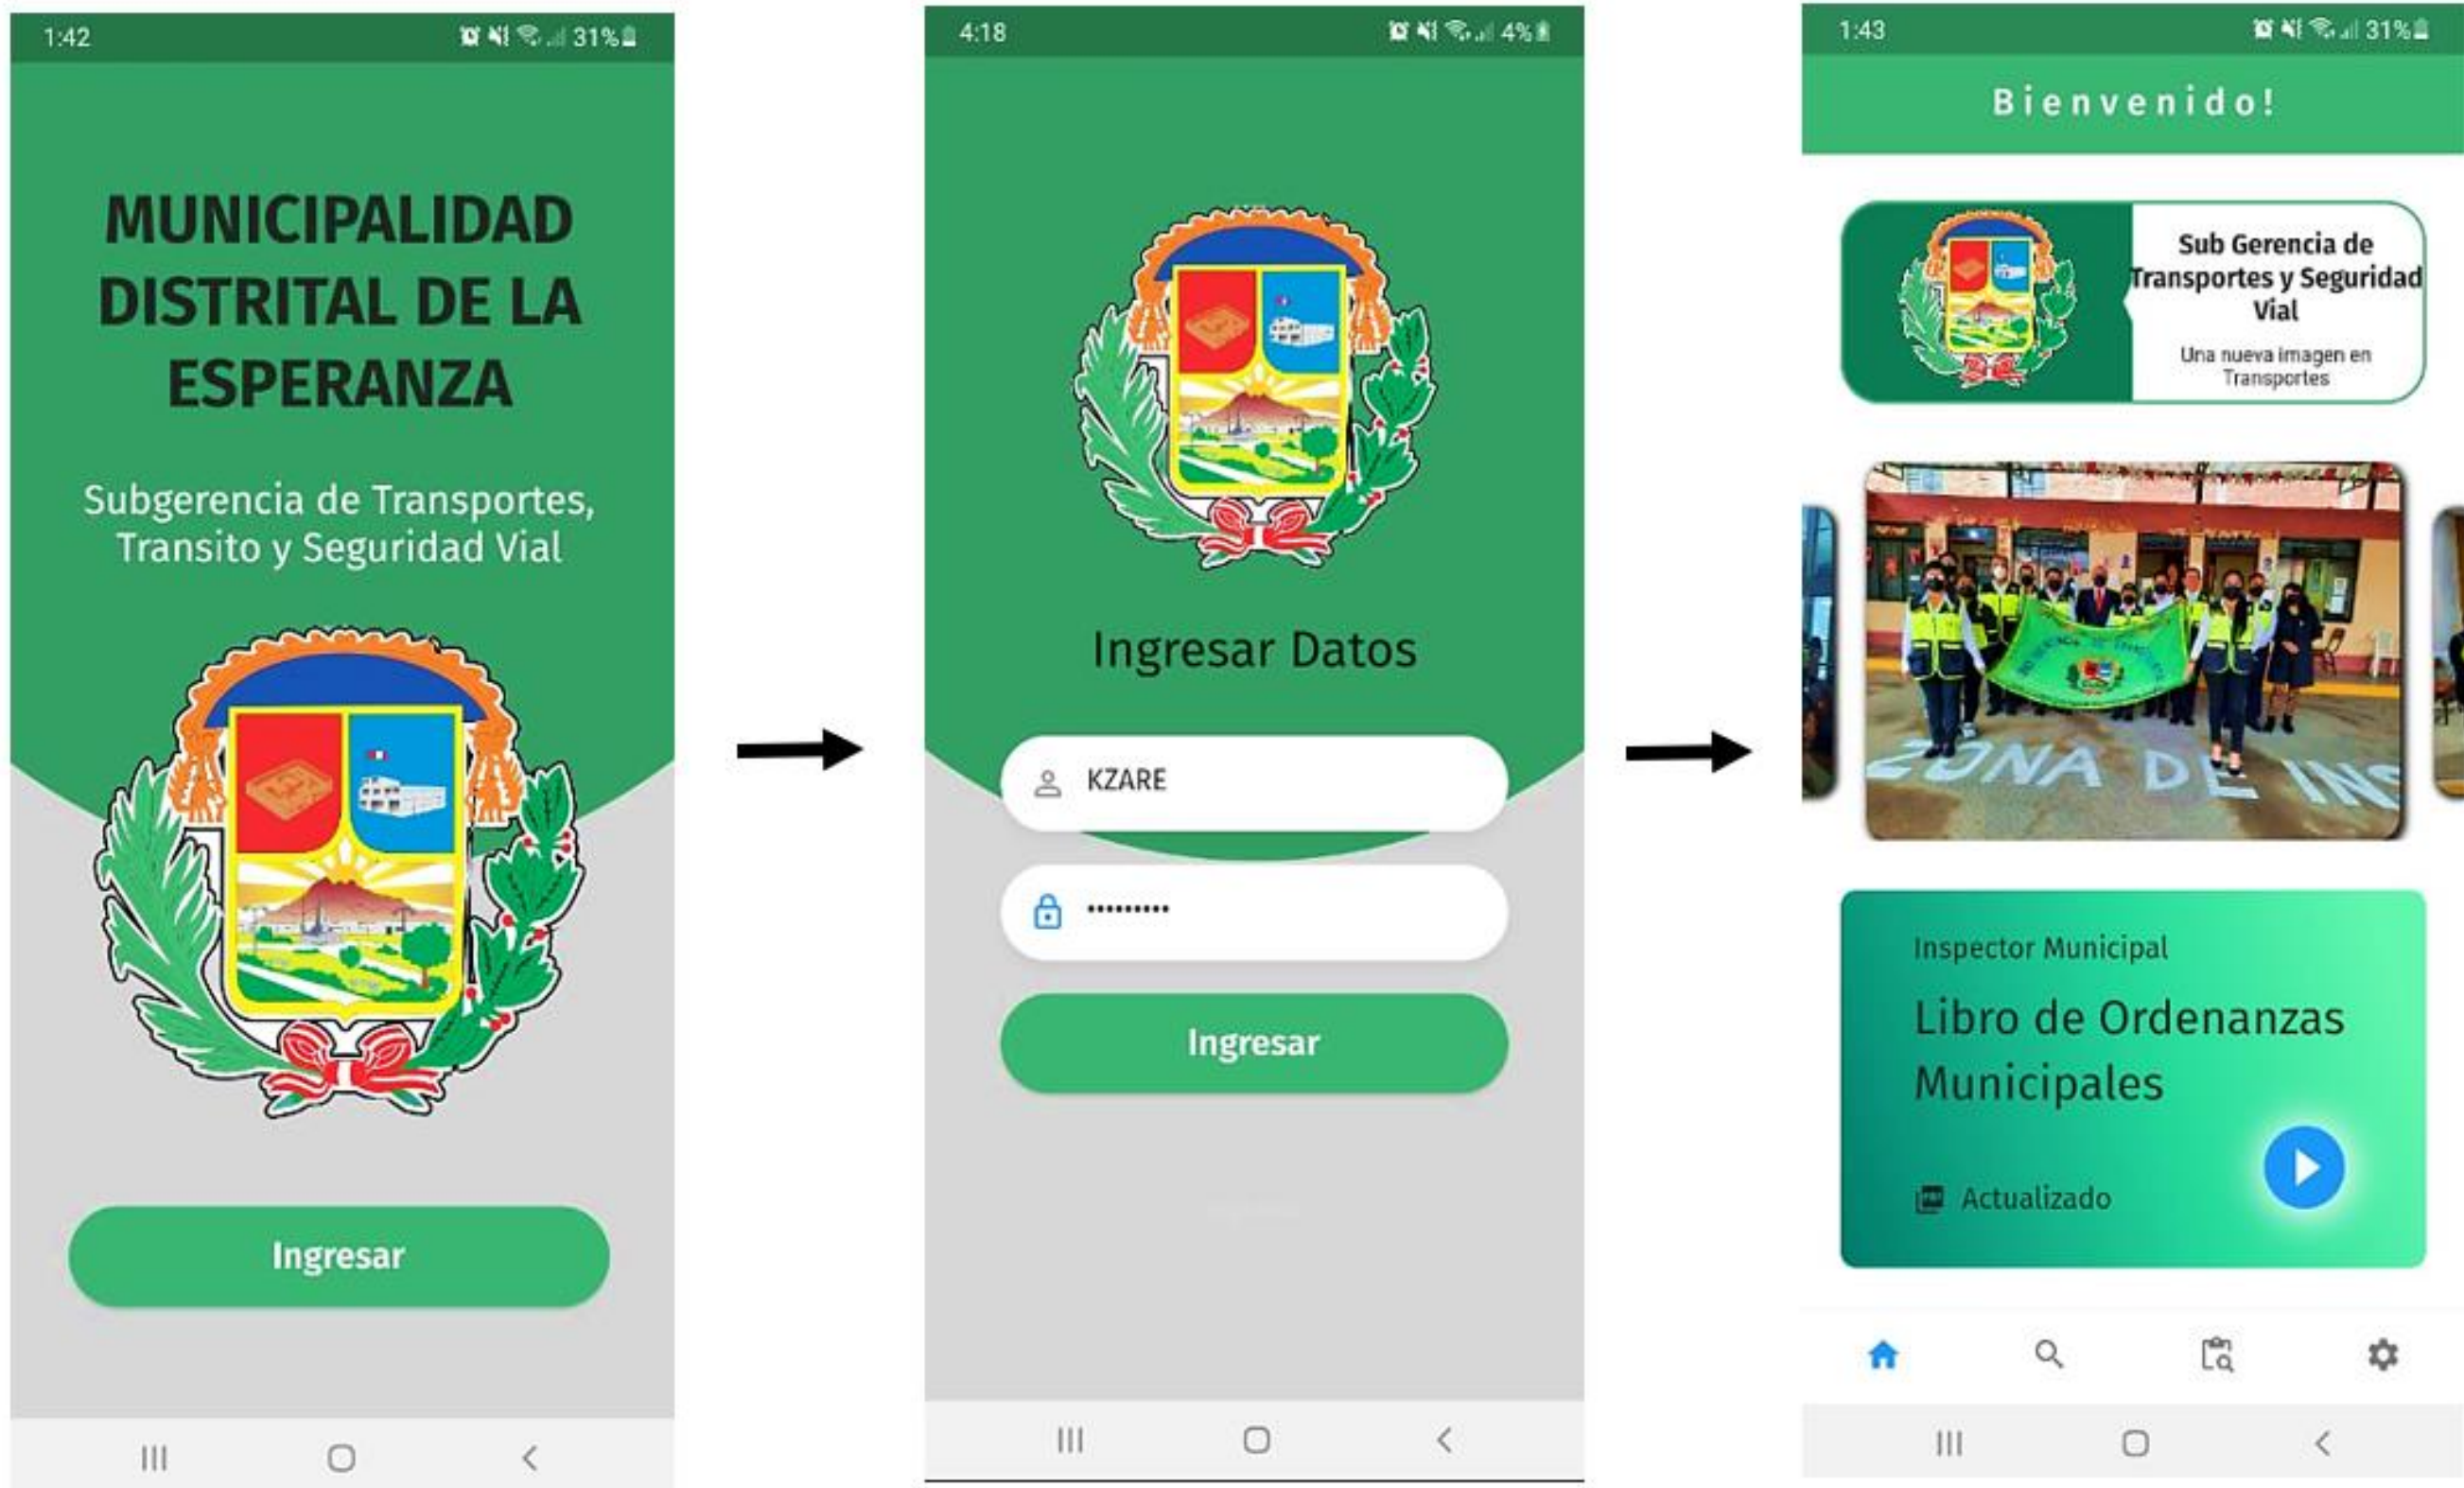 1:42
31%
MUNICIPALIDAD
DISTRITAL DE LA
ESPERANZA
Subgerencia de Transportes,
Transito y Seguridad Vial
Ingresar
4:18
4%
Ingresar Datos
KZARE
•••••••••
Ingresar
1:43
31%
Bienvenido!
Sub Gerencia de
Transportes y Seguridad
Vial
Una nueva imagen en
Transportes
ZONA DE INS
Inspector Municipal
Libro de Ordenanzas
Municipales
Actualizado